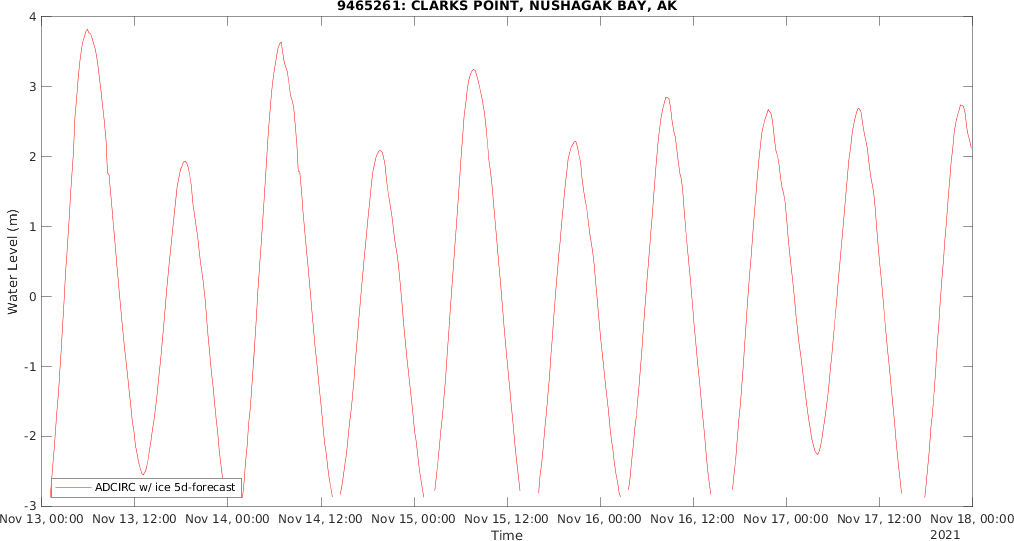 9465261: CLARKS POINT, NUSHAGAK BAY, AK
4
3
2
1
0
-1
-2
-3
Water Level (m)
ADCIRC w/ ice 5d-forecast
Nov 13, 00:00 Nov 13, 12:00 Nov 14, 00:00 Nov 14, 12:00 Nov 15, 00:00 Nov 15, 12:00 Nov 16, 00:00 Nov 16, 12:00 Nov 17, 00:00 Nov 17, 12:00 Nov 18, 00:00
Time
2021